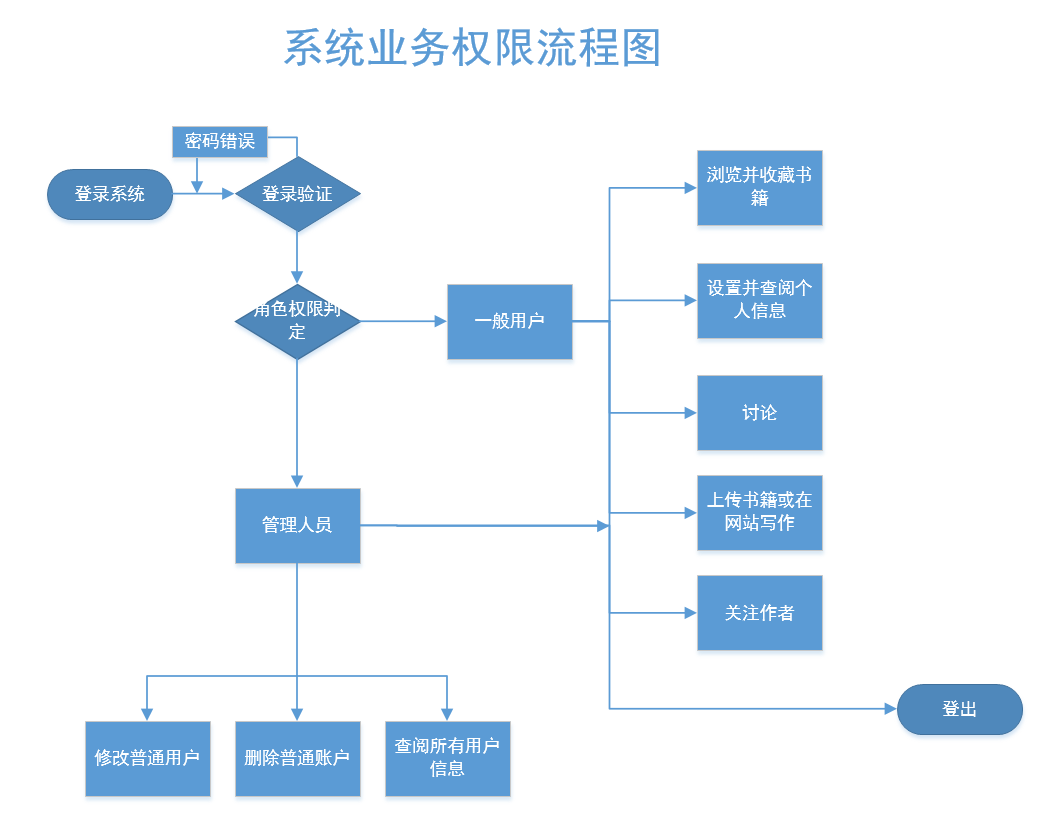 系统业务权限流程图
密码错误
登录系统
登录验证
浏览并收藏书
籍
设置并查阅个
人信息
角色权限判
定
一般用户
讨论
上传书籍或在
网站写作
管理人员
关注作者
登出
修改普通用户
删除普通账户
查阅所有用户
信息